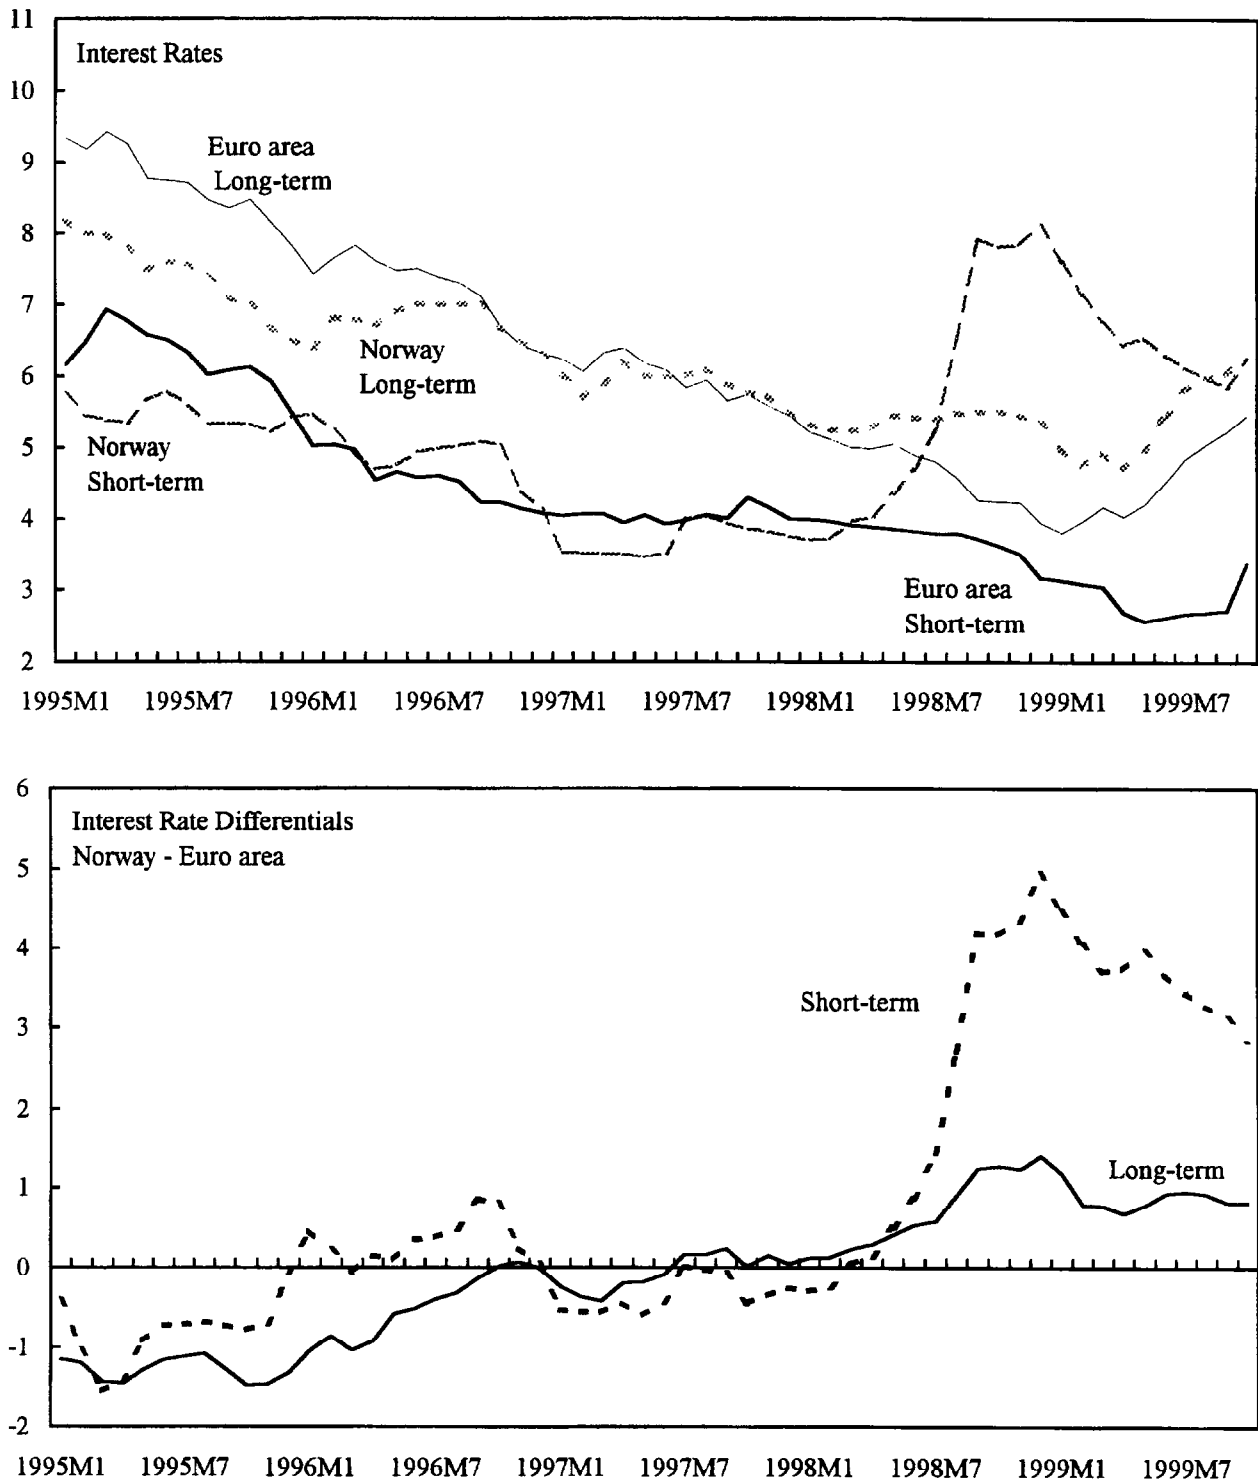 11
Interest Rates
10
9
Euro area
Long-term
8
7
Norway
Long-term
6
5
Norway
Short-term
4
3
Euro area
Short-term
2
1995M1 1995M7 1996M1 1996M7 1997M1 1997M7 1998M1 1998M7 1999M1 1999M7
6
Interest Rate Differentials
Norway - Euro area
5
4
Short-term
3
2
Long-term
1
0
-1
-2
1995M1 1995M7 1996M1 1996M7 1997M1 1997M7 1998M1 1998M7 1999M1 1999M7